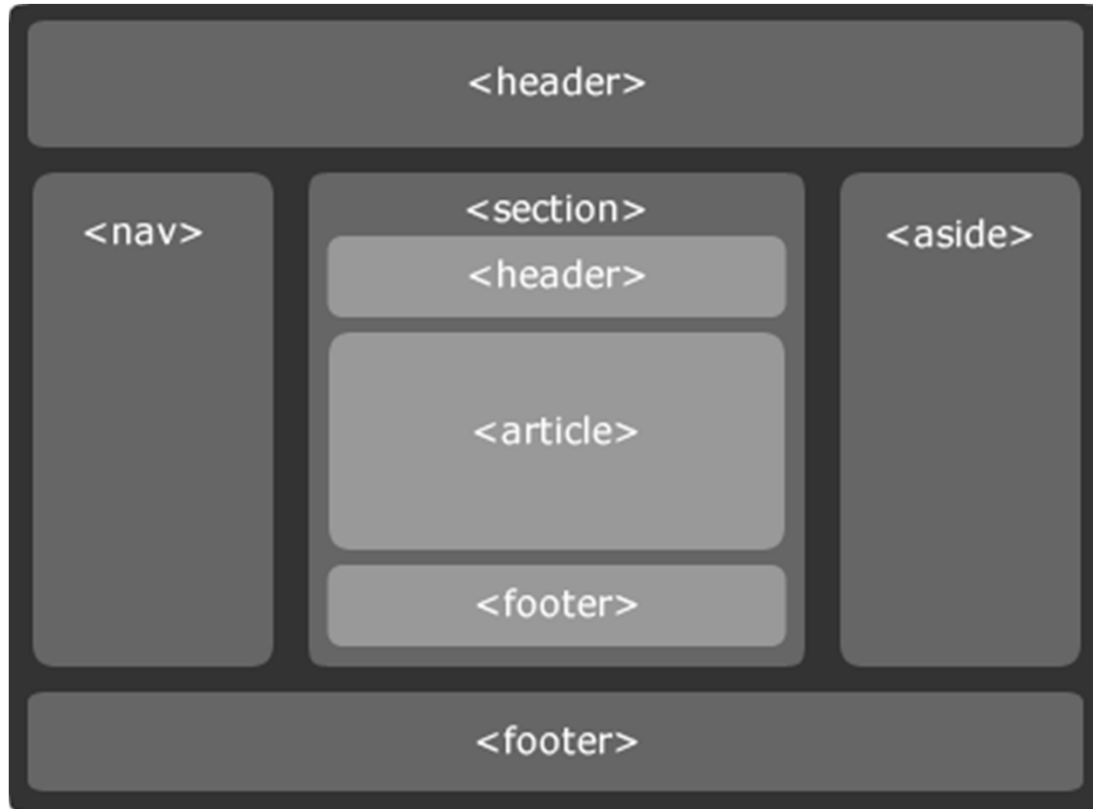 <header>
<nav>
<section>
<aside>
<header>
<article>
<footer>
<footer>